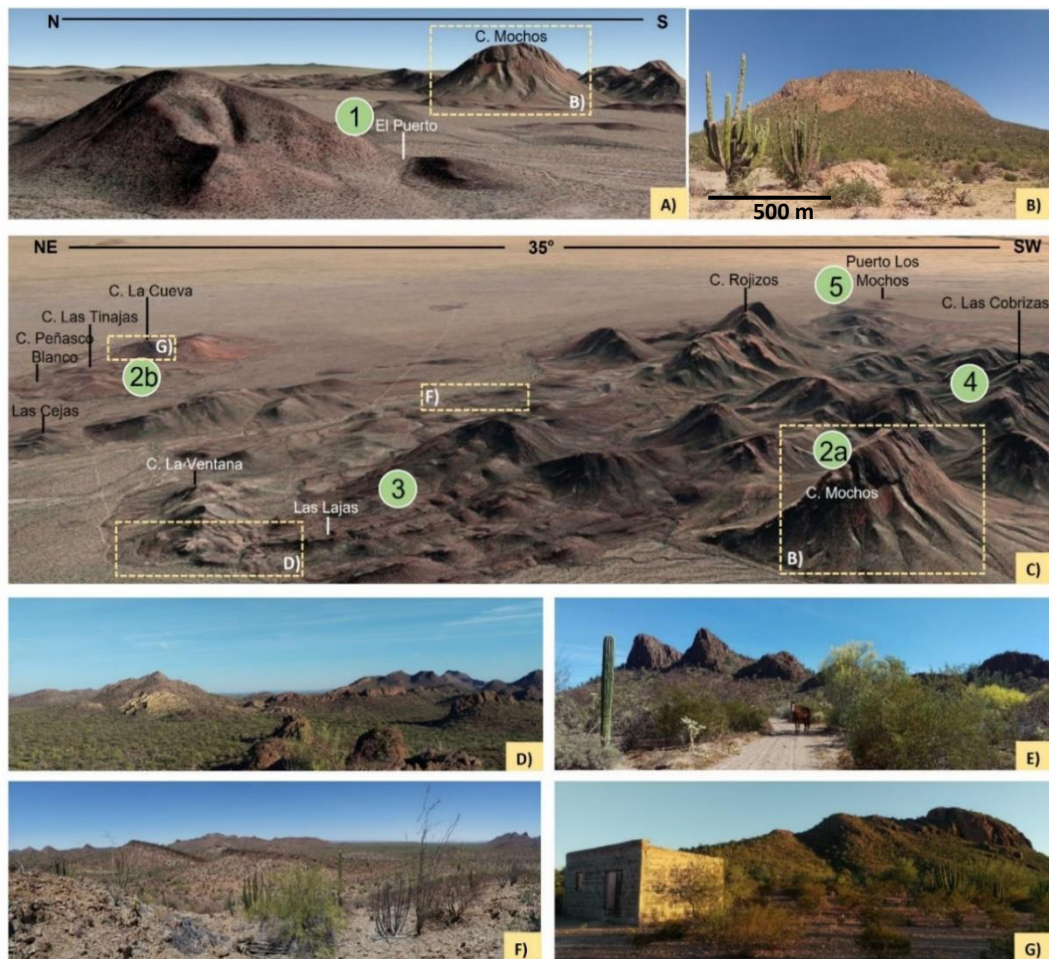 N
S
C. Mochos
1
El Puerto
B)
A)
500 m
B)
NE
35º
SW
C. La Cueva
C. Las Tinajas
C. Peñasco
Blanco
G)
2b
Las Cejas
F)
C. La Ventana
3
Las Lajas
D)
C. Rojizos
5
Puerto Los
Mochos
C. Las Cobrizas
4
2a
C. Mochos
B)
C)
D)
E)
F)
G)